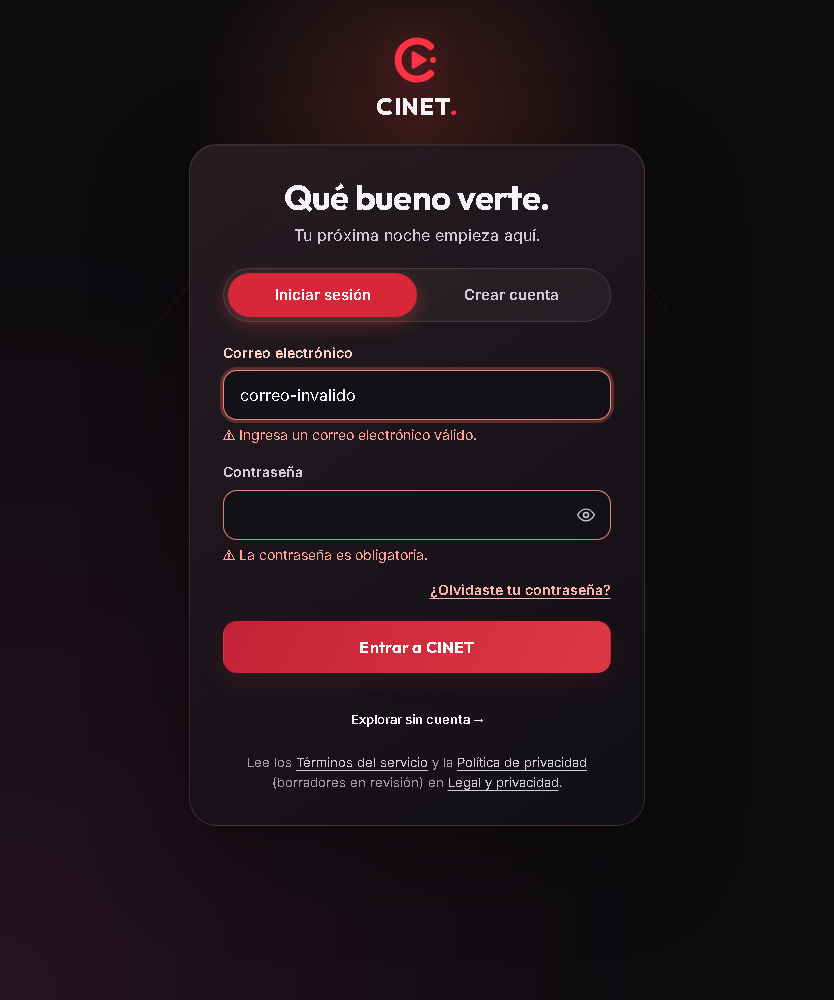 CINET.
Qué bueno verte.
Tu próxima noche empieza aquí.
Iniciar sesión
Crear cuenta
Correo electrónico
correo-invalido
⚠ Ingresa un correo electrónico válido.
Contraseña
⚠ La contraseña es obligatoria.
¿Olvidaste tu contraseña?
Entrar a CINET
Explorar sin cuenta →
Lee los Términos del servicio y la Política de privacidad
(borradores en revisión) en Legal y privacidad.